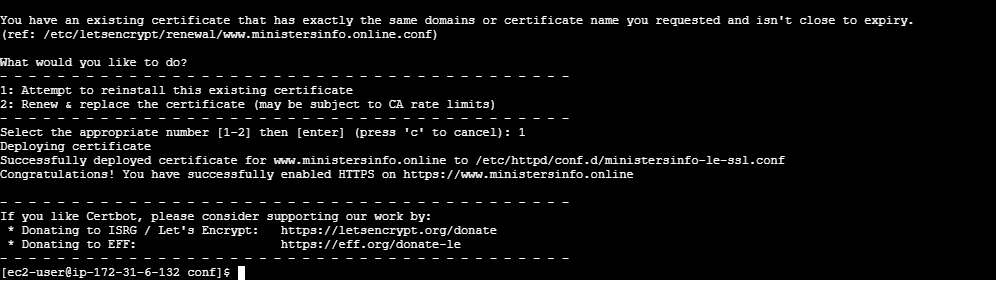 You have an existing certificate that has exactly the same domains or certificate name you requested and isn't close to expiry.
(ref: /etc/letsencrypt/renewal/www.ministersinfo.online.conf)
What would you like to do?
- - - - - - - - - - - - - - - - - - - - - - - - - - - - - - - - - - - - - - - -
1: Attempt to reinstall this existing certificate
2: Renew & replace the certificate (may be subject to CA rate limits)
- - - - - - - - - - - - - - - - - - - - - - - - - - - - - - - - - - - - - - - -
Select the appropriate number [1-2] then [enter] (press 'c' to cancel): 1
Deploying certificate
Successfully deployed certificate for www.ministersinfo.online to /etc/httpd/conf.d/ministersinfo-le-ssl.conf
Congratulations! You have successfully enabled HTTPS on https://www.ministersinfo.online
- - - - - - - - - - - - - - - - - - - - - - - - - - - - - - - - - - - - - - - -
If you like Certbot, please consider supporting our work by:
 * Donating to ISRG / Let's Encrypt:   https://letsencrypt.org/donate
 * Donating to EFF:                    https://eff.org/donate-le
- - - - - - - - - - - - - - - - - - - - - - - - - - - - - - - - - - - - - - - -
[ec2-user@ip-172-31-6-132 conf]$